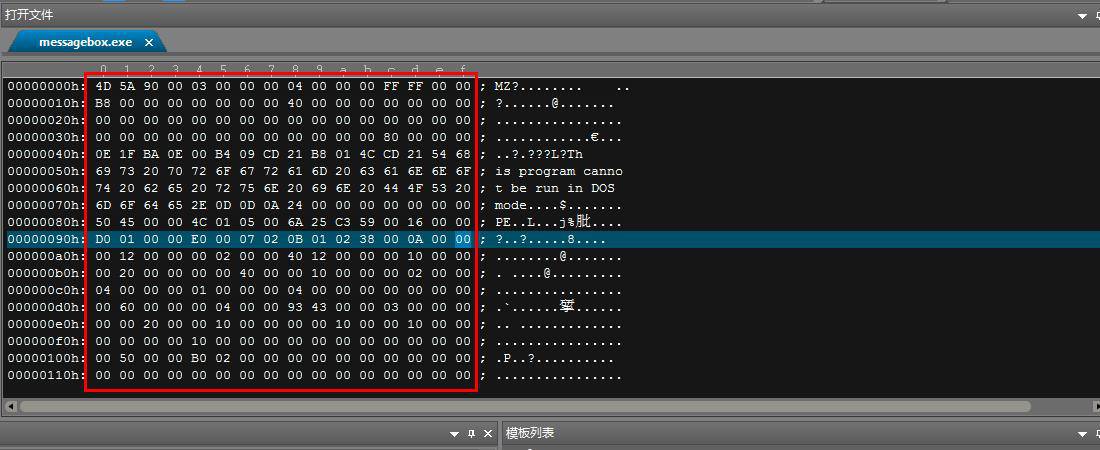 打开文件
messagebox.exe
0 1 2 3 4 5 6 7 8 9 a b c d e f
00000000h: 4D 5A 90 00 03 00 00 00 04 00 00 00 FF FF 00 00 ; MZ?........ ..
00000010h: B8 00 00 00 00 00 00 00 40 00 00 00 00 00 00 00 ; ?......@.......
00000020h: 00 00 00 00 00 00 00 00 00 00 00 00 00 00 00 00 ; ................
00000030h: 00 00 00 00 00 00 00 00 00 00 00 00 80 00 00 00 ; ............€...
00000040h: 0E 1F BA 0E 00 B4 09 CD 21 B8 01 4C CD 21 54 68 ; ..?.???L?Th
00000050h: 69 73 20 70 72 6F 67 72 61 6D 20 63 61 6E 6E 6F ; is program canno
00000060h: 74 20 62 65 20 72 75 6E 20 69 6E 20 44 4F 53 20 ; t be run in DOS
00000070h: 6D 6F 64 65 2E 0D 0D 0A 24 00 00 00 00 00 00 00 ; mode....$.......
00000080h: 50 45 00 00 4C 01 05 00 6A 25 C3 59 00 16 00 00 ; PE..L...j%肶....
00000090h: D0 01 00 00 E0 00 07 02 0B 01 02 38 00 0A 00 00 ; ?..?.....8....
000000a0h: 00 12 00 00 00 02 00 00 40 12 00 00 00 10 00 00 ; ........@.......
000000b0h: 00 20 00 00 00 00 40 00 00 10 00 00 00 02 00 00 ; . ....@.........
000000c0h: 04 00 00 00 01 00 00 00 04 00 00 00 00 00 00 00 ; ................
000000d0h: 00 60 00 00 00 04 00 00 93 43 00 00 03 00 00 00 ; .`......揅......
000000e0h: 00 00 20 00 00 10 00 00 00 00 10 00 00 10 00 00 ; .. .............
000000f0h: 00 00 00 00 10 00 00 00 00 00 00 00 00 00 00 00 ; ................
00000100h: 00 50 00 00 B0 02 00 00 00 00 00 00 00 00 00 00 ; .P..?..........
00000110h: 00 00 00 00 00 00 00 00 00 00 00 00 00 00 00 00 ; ................
模板列表